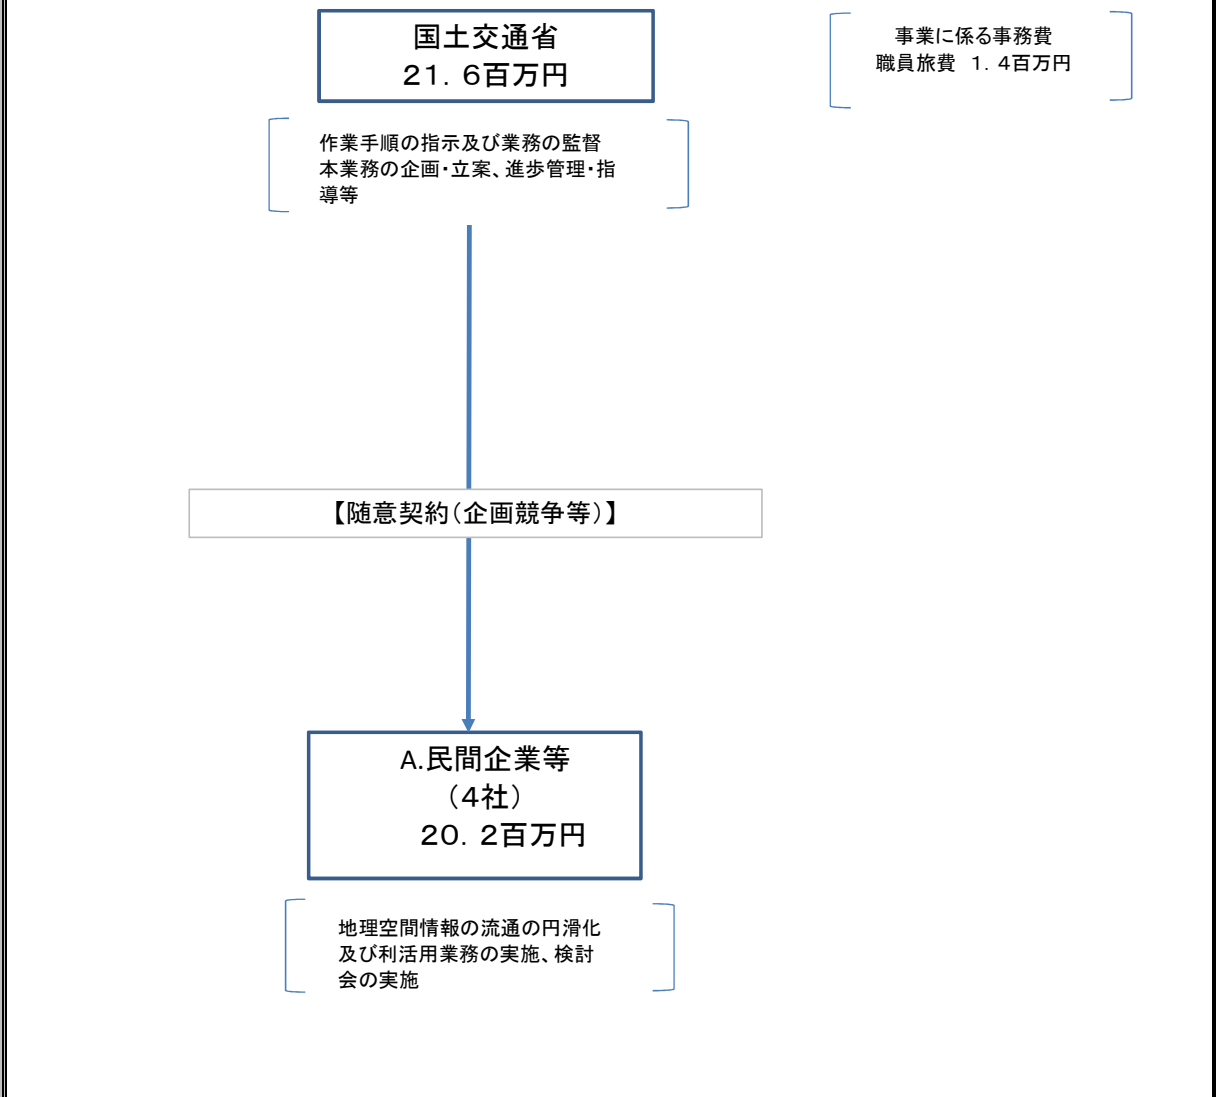 国土交通省
２１．６百万円
事業に係る事務費
職員旅費　１．４百万円
作業手順の指示及び業務の監督
本業務の企画・立案、進歩管理・指
導等
【随意契約（企画競争等）】
A.民間企業等
（４社）
２０．２百万円
地理空間情報の流通の円滑化
及び利活用業務の実施、検討
会の実施